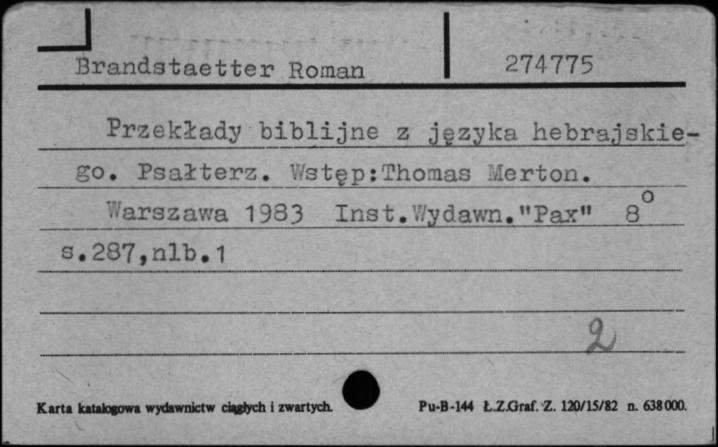 Brandstaetter Roman 274775
Przekłady biblijne z języka hebrajskie-
go. Psałterz. Wstęp:Thomas Merton.
Warszawa 1983 Inst.Wydawn."Pax" 8°
s.287,nlb.1
2
Karta katalogowa wydawnictw ciągłych i zwartych. Pu-B-144 Ł.Z.Graf. Z. 120/15/82 n. 638000.